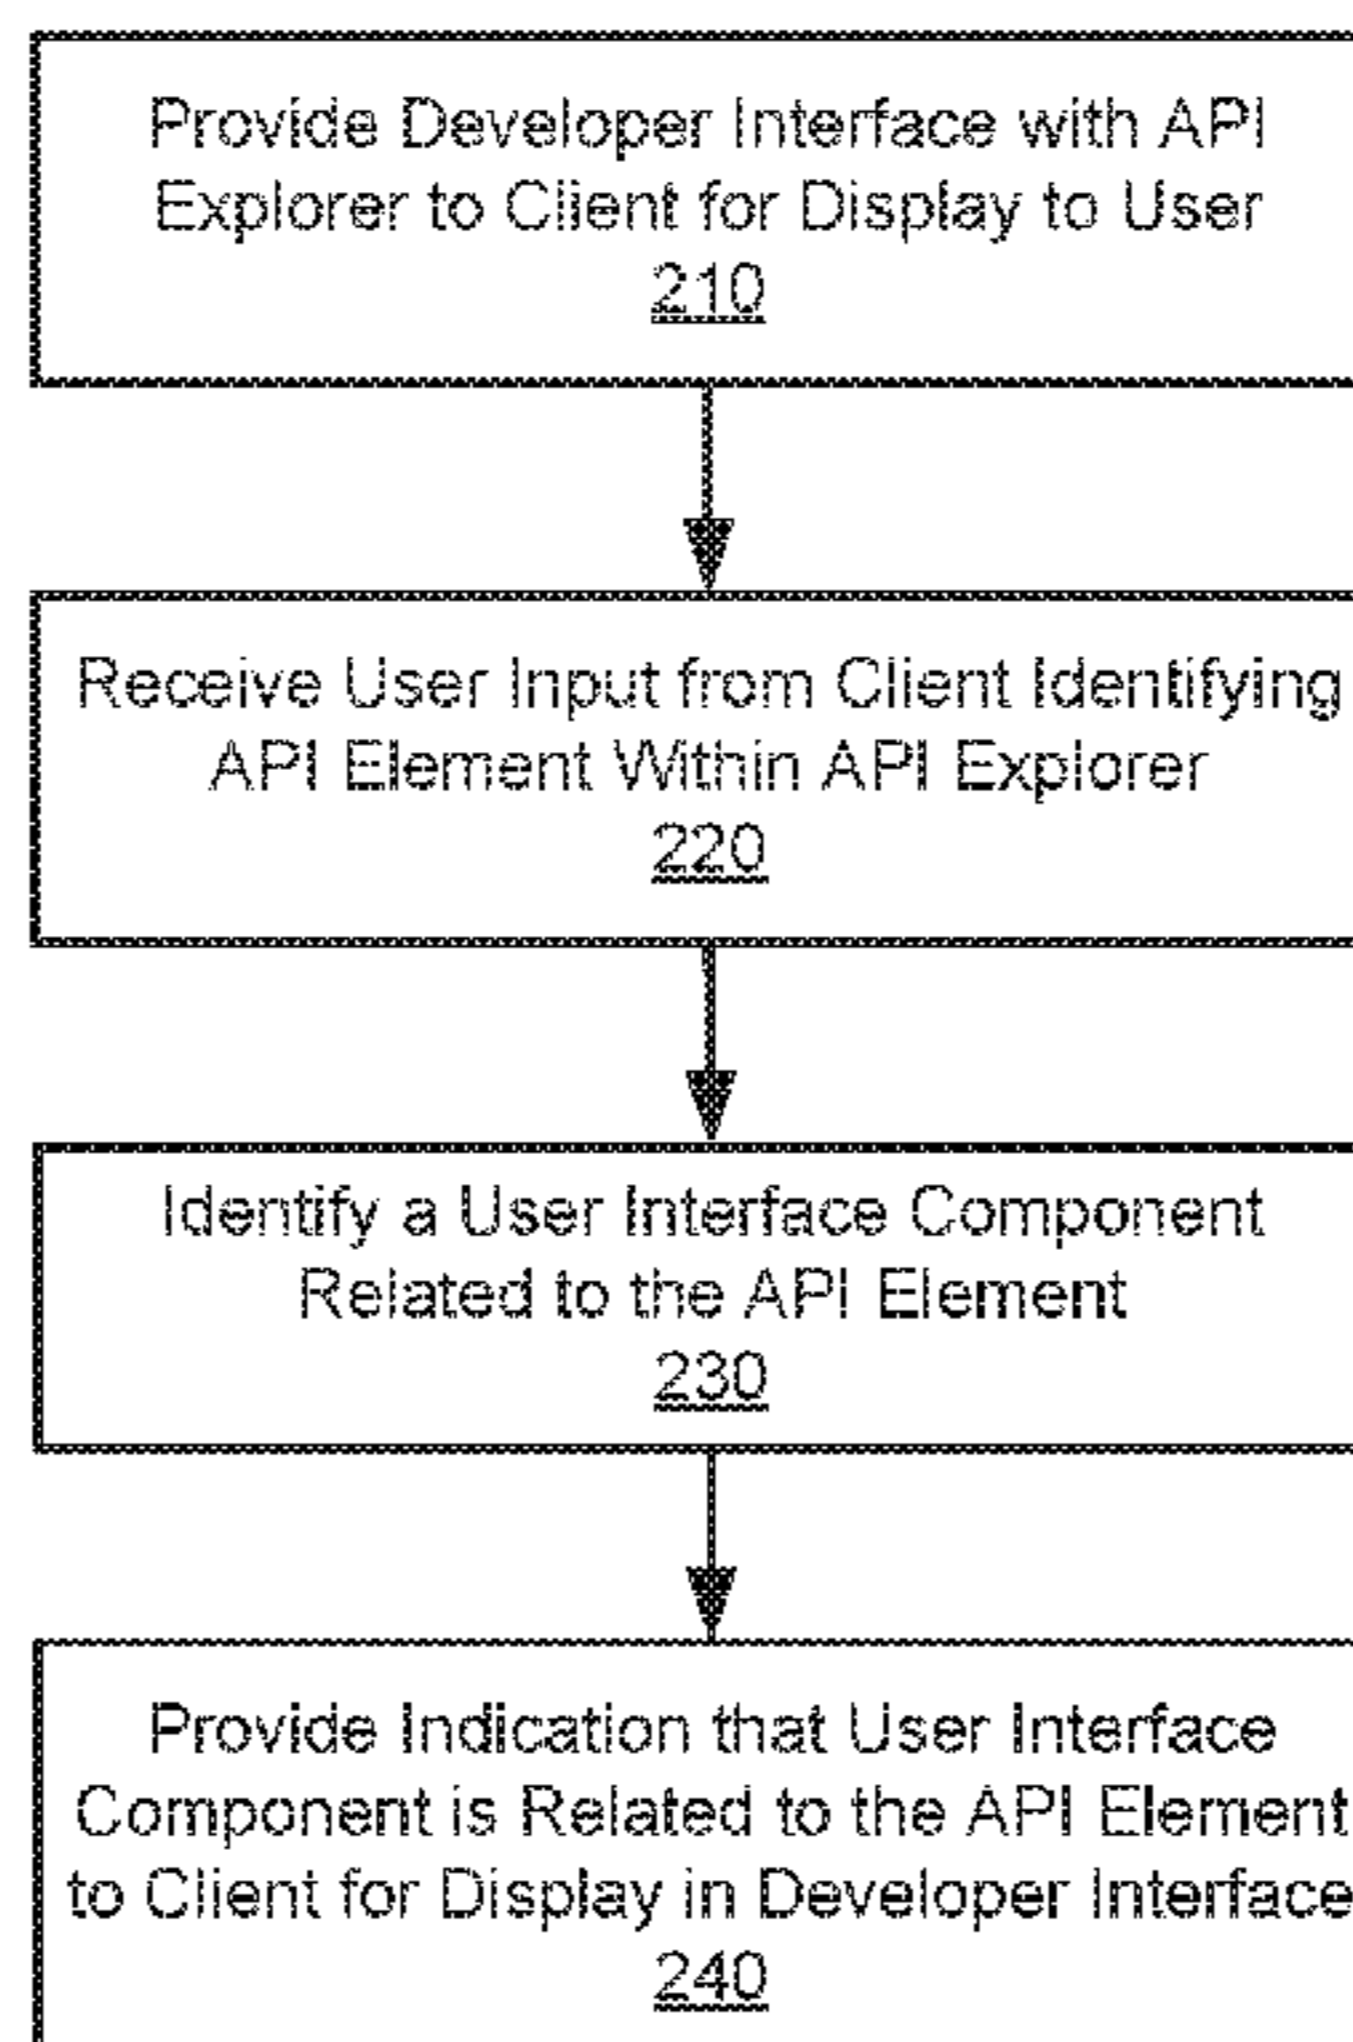 Provide Developer Interface with API
Explorer to Client for Display to User
210
Receive User Input from Client Identifying
API Element Within API Explorer
220
Identify a User Interface Component
Related to the API Element
230
Provide Indication that User Interface
Component is Related to the API Element
to Client for Display in Developer Interface
240